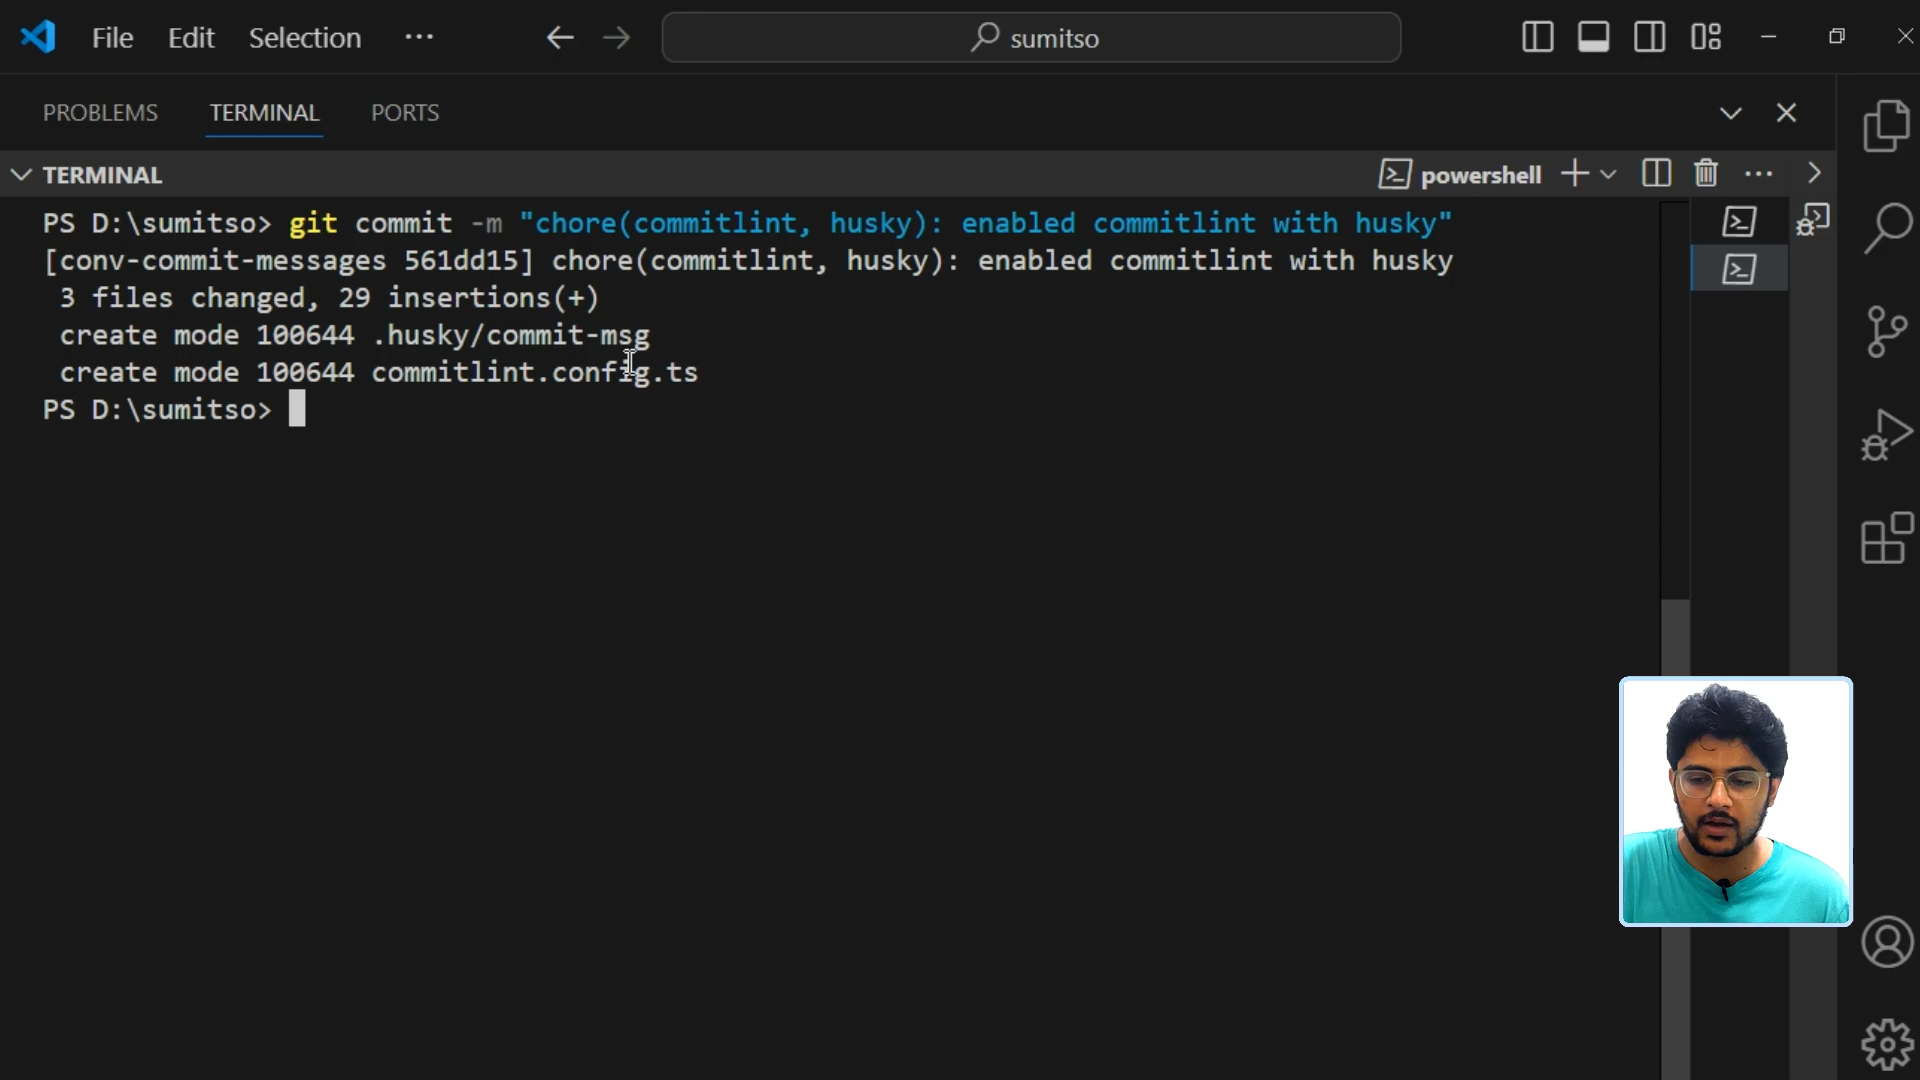 File Edit Selection ··· sumitso
PROBLEMS TERMINAL PORTS
TERMINAL powershell
PS D:\sumitso> git commit -m "chore(commitlint, husky): enabled commitlint with husky"
[conv-commit-messages 561dd15] chore(commitlint, husky): enabled commitlint with husky
3 files changed, 29 insertions(+)
create mode 100644 .husky/commit-msg
create mode 100644 commitlint.config.ts
PS D:\sumitso>